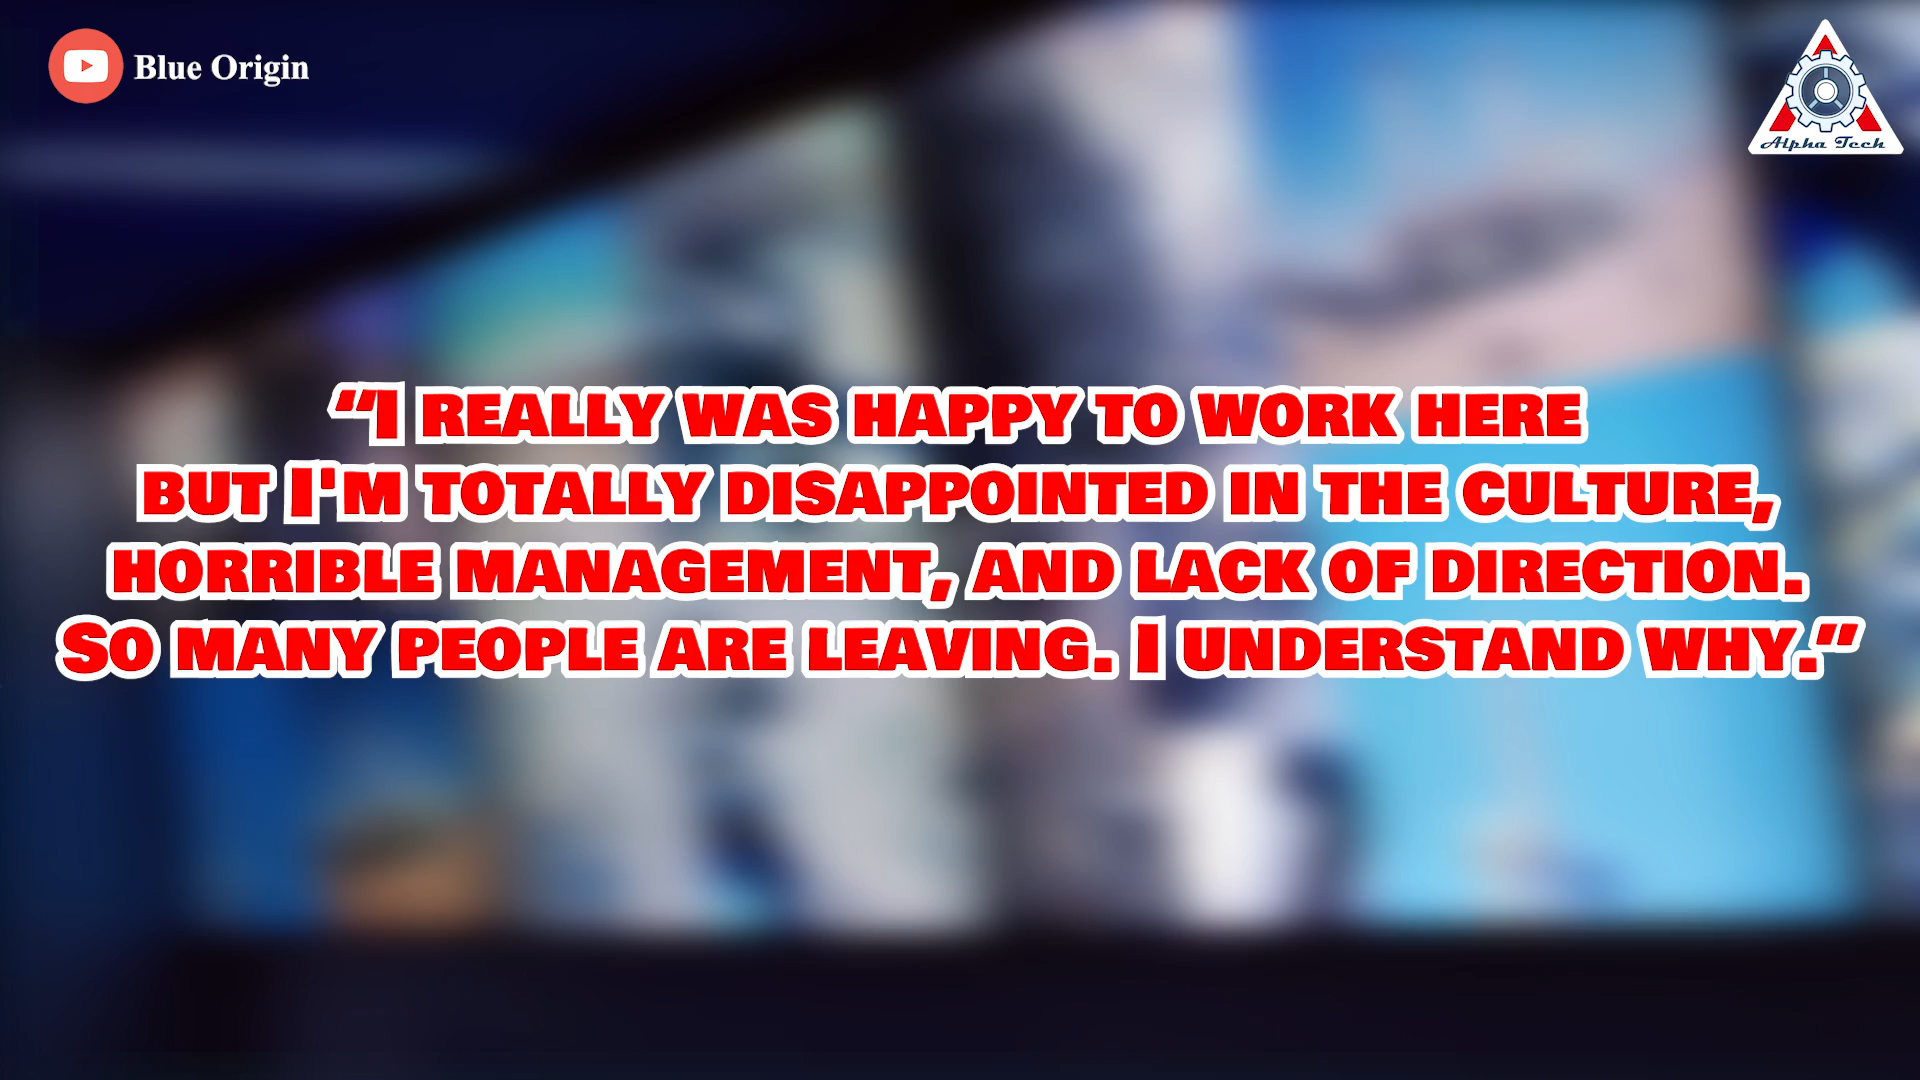 Blue Origin
Alpha Tech
“I REALLY WAS HAPPY TO WORK HERE
BUT I'M TOTALLY DISAPPOINTED IN THE CULTURE,
HORRIBLE MANAGEMENT, AND LACK OF DIRECTION.
SO MANY PEOPLE ARE LEAVING. I UNDERSTAND WHY.”